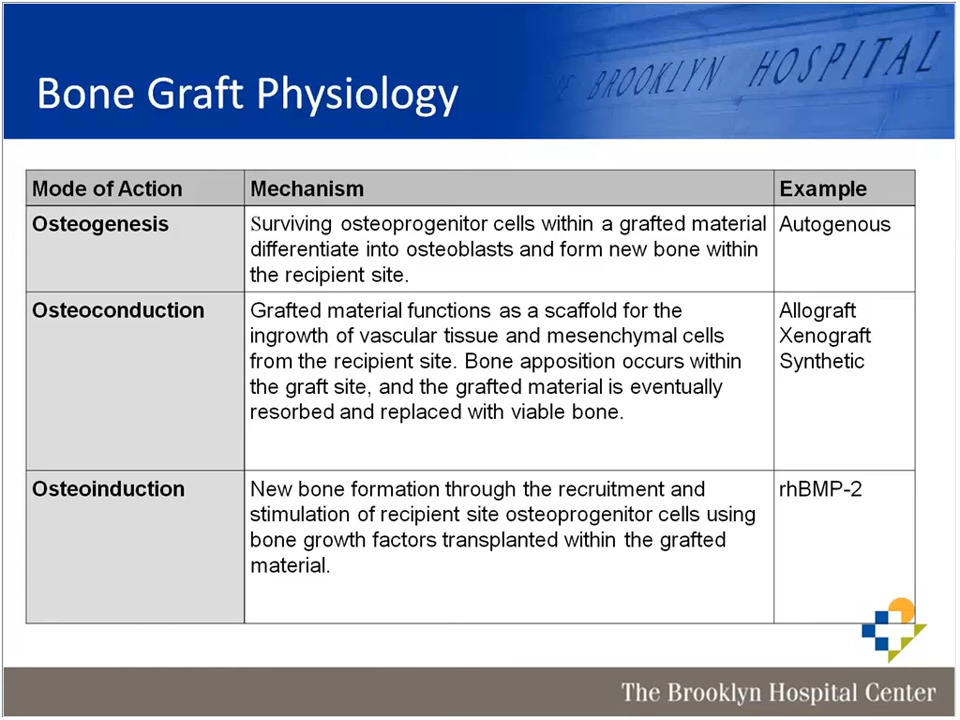 THE BROOKLYN HOSPITAL
Bone Graft Physiology
Mode of Action
Mechanism
Example
Osteogenesis
Surviving osteoprogenitor cells within a grafted material
differentiate into osteoblasts and form new bone within
the recipient site.
Autogenous
Osteoconduction
Grafted material functions as a scaffold for the
ingrowth of vascular tissue and mesenchymal cells
from the recipient site. Bone apposition occurs within
the graft site, and the grafted material is eventually
resorbed and replaced with viable bone.
Allograft
Xenograft
Synthetic
Osteoinduction
New bone formation through the recruitment and
stimulation of recipient site osteoprogenitor cells using
bone growth factors transplanted within the grafted
material.
rhBMP-2
The Brooklyn Hospital Center